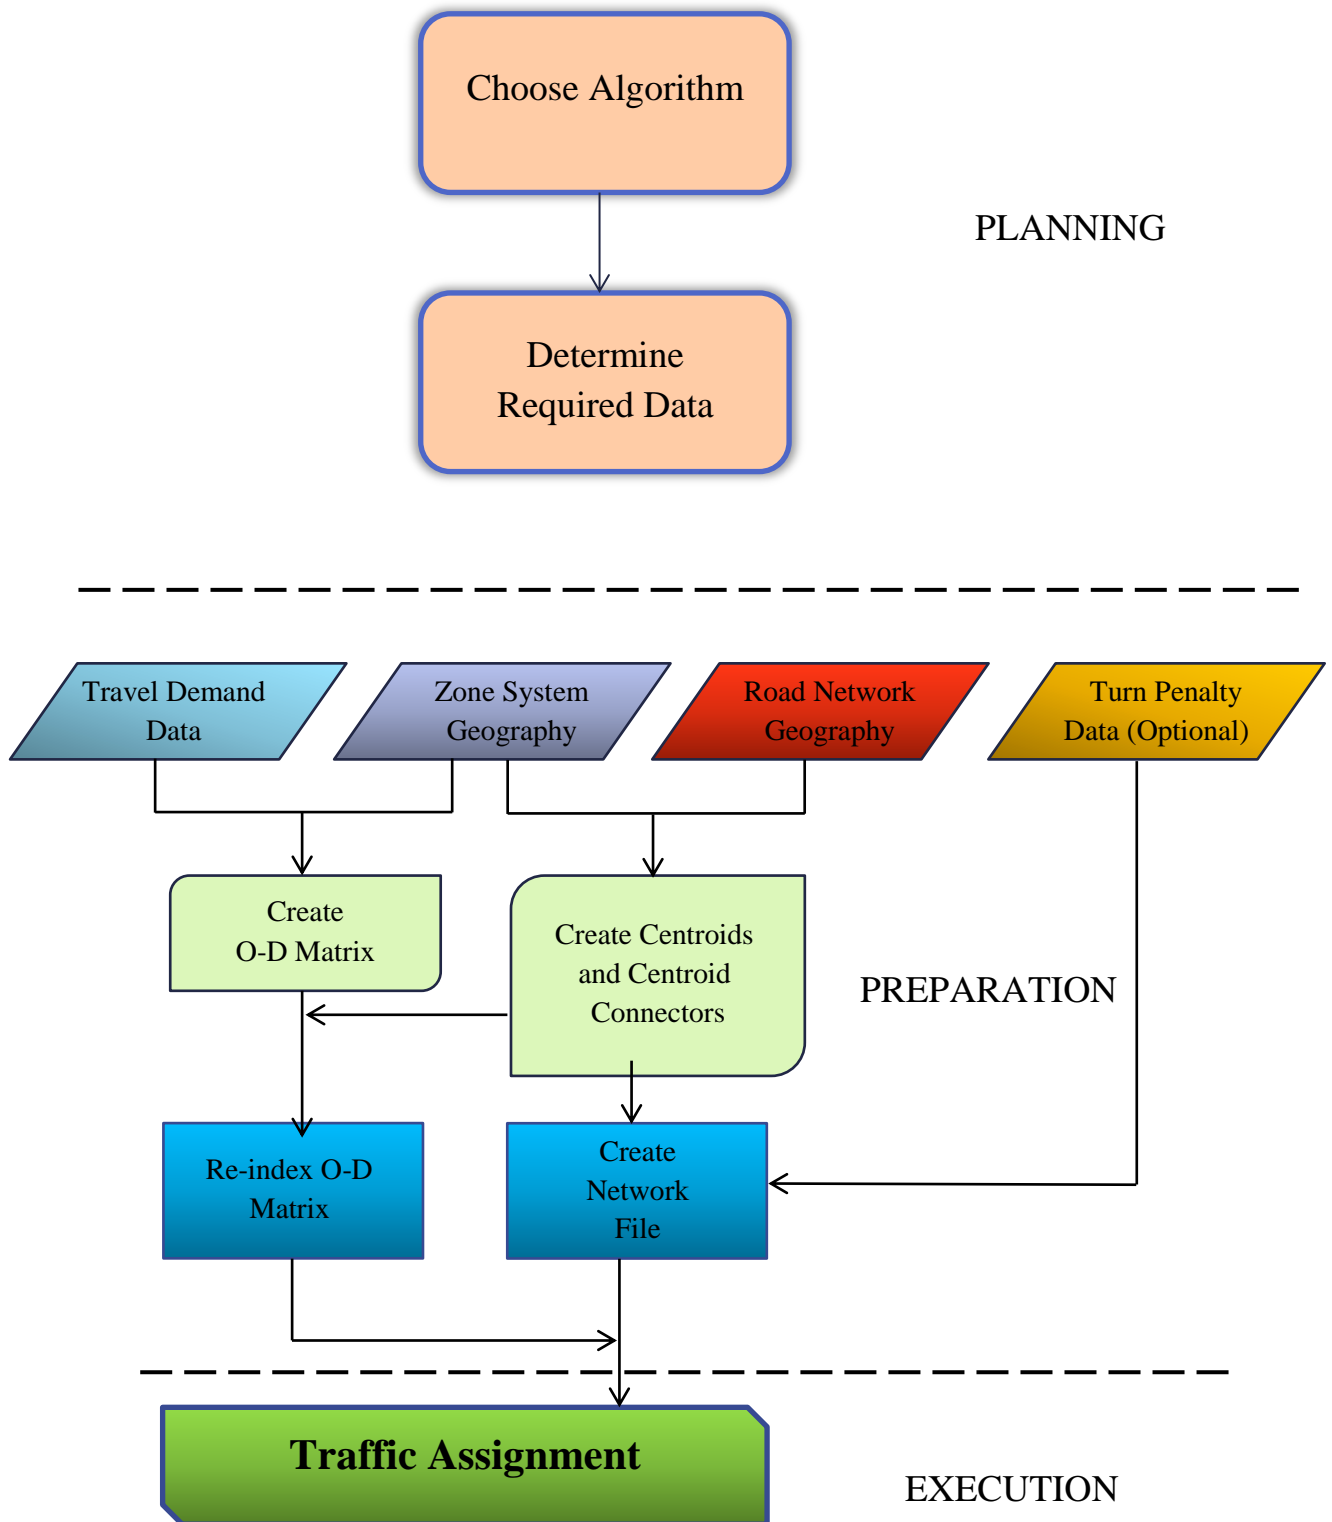 Choose Algorithm
PLANNING
Determine
Required Data
Travel Demand
Data
Zone System
Geography
Road Network
Geography
Turn Penalty
Data (Optional)
Create
O-D Matrix
Create Centroids
and Centroid
Connectors
PREPARATION
Re-index O-D
Matrix
Create
Network
File
Traffic Assignment
EXECUTION